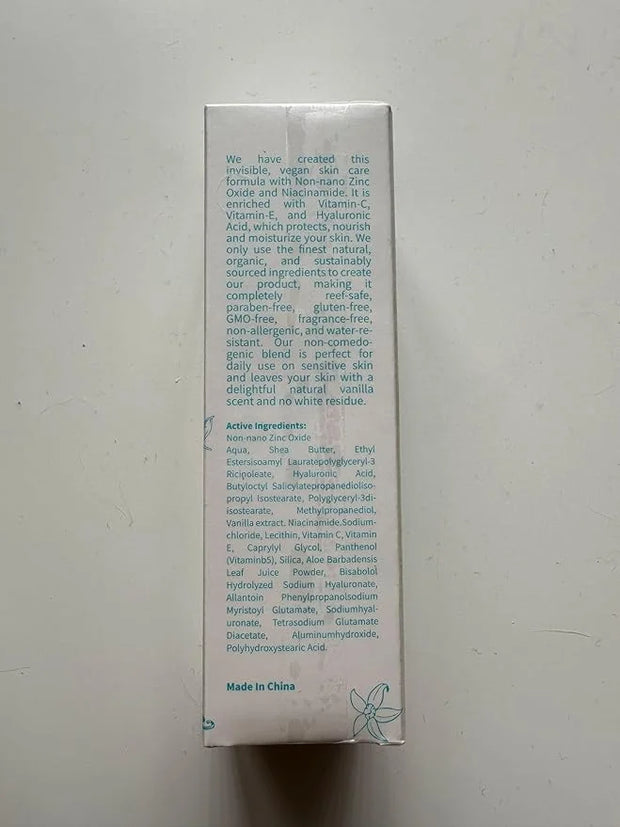 We have created this
invisible, vegan skin care
formula with Non-nano Zinc
Oxide and Niacinamide. It is
enriched with Vitamin-C,
Vitamin-E, and Hyaluronic
Acid, which protects, nourish
and moisturize your skin. We
only use the finest natural,
organic, and sustainably
sourced ingredients to create
our product, making it
completely reef-safe,
paraben-free, gluten-free,
GMO-free, fragrance-free,
non-allergenic, and water-re-
sistant. Our non-comedo-
genic blend is perfect for
daily use on sensitive skin
and leaves your skin with a
delightful natural vanilla
scent and no white residue.
Active Ingredients:
Non-nano Zinc Oxide
Aqua, Shea Butter, Ethyl
Estersisoamyl Lauratepolyglyceryl-3
Ricinoleate, Hyaluronic Acid,
Butyloctyl Salicylatepropanedioliso-
propyl Isostearate, Polyglyceryl-3di-
isostearate, Methylpropanediol,
Vanilla extract. Niacinamide.Sodium-
chloride, Lecithin, Vitamin C, Vitamin
E, Caprylyl Glycol, Panthenol
(Vitaminb5), Silica, Aloe Barbadensis
Leaf Juice Powder, Bisabolol
Hydrolyzed Sodium Hyaluronate,
Allantoin Phenylpropanolsodium
Myristoyl Glutamate, Sodiumhyal-
uronate, Tetrasodium Glutamate
Diacetate, Aluminumhydroxide,
Polyhydroxystearic Acid.
Made In China